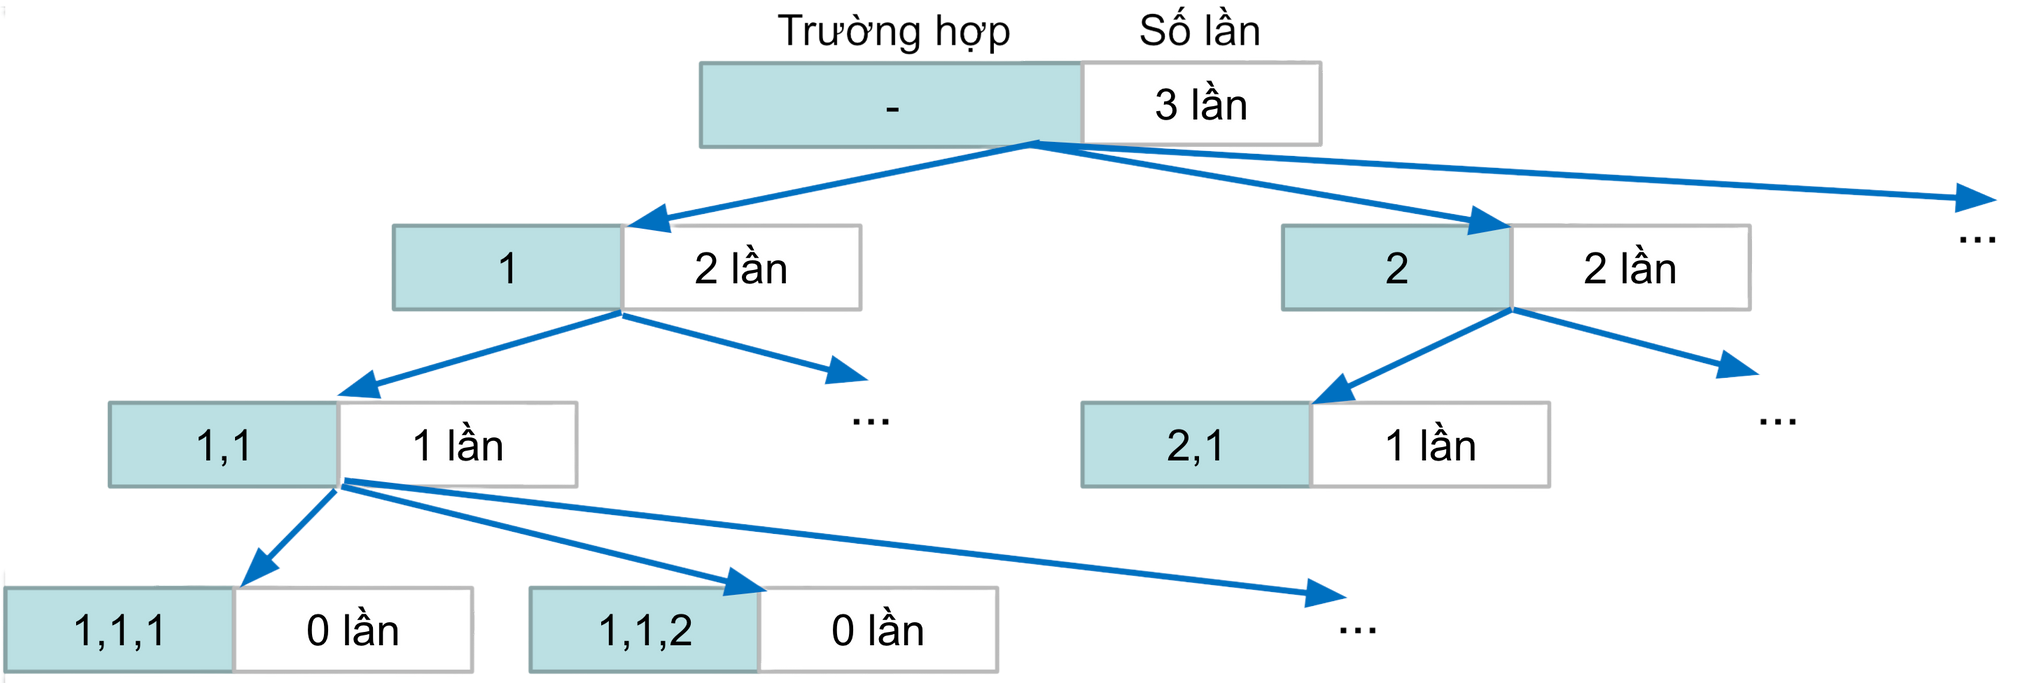 Trường hợp Số lần
- 3 lần
1 2 lần 2 2 lần ...
1,1 1 lần ... 2,1 1 lần ...
1,1,1 0 lần 1,1,2 0 lần ...